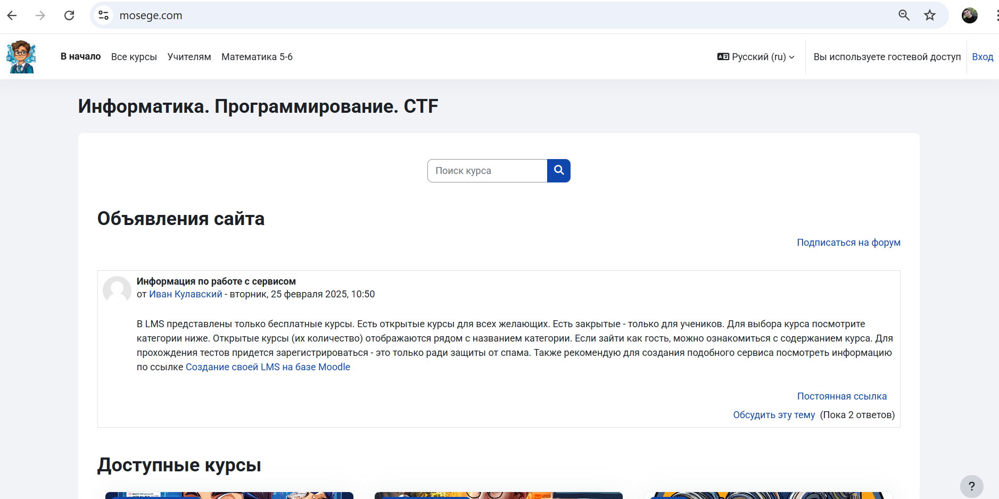 mosege.com
В начало Все курсы Учителям Математика 5-6 Русский (ru) Вы используете гостевой доступ Вход
Информатика. Программирование. CTF
Поиск курса
Объявления сайта
Подписаться на форум
Информация по работе с сервисом
от Иван Кулавский - вторник, 25 февраля 2025, 10:50
В LMS представлены только бесплатные курсы. Есть открытые курсы для всех желающих. Есть закрытые - только для учеников. Для выбора курса посмотрите
категории ниже. Открытые курсы (их количество) отображаются рядом с названием категории. Если зайти как гость, можно ознакомиться с содержанием курса. Для
прохождения тестов придется зарегистрироваться - это только ради защиты от спама. Также рекомендую для создания подобного сервиса посмотреть информацию
по ссылке Создание своей LMS на базе Moodle
Постоянная ссылка
Обсудить эту тему (Пока 2 ответов)
Доступные курсы
?